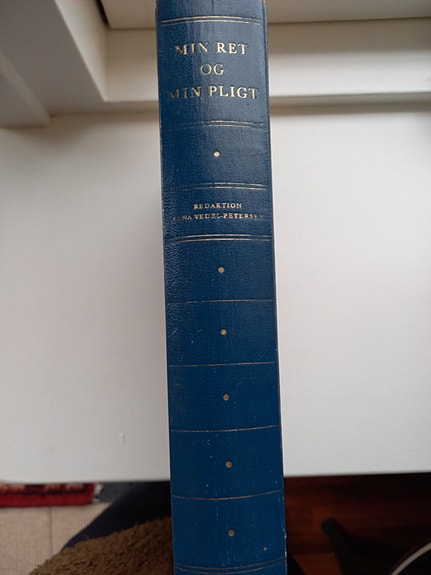 MIN RET
OG
MIN PLIGT
REDAKTION
VEDEL-PETERSEN